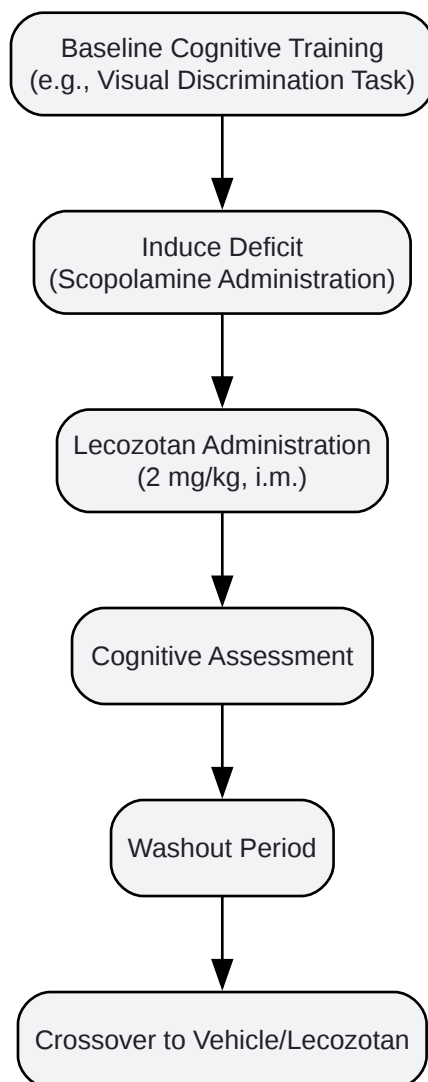 Baseline Cognitive Training
(e.g., Visual Discrimination Task)
Induce Deficit
(Scopolamine Administration)
Lecozotan Administration
(2 mg/kg, i.m.)
Cognitive Assessment
Washout Period
Crossover to Vehicle/Lecozotan